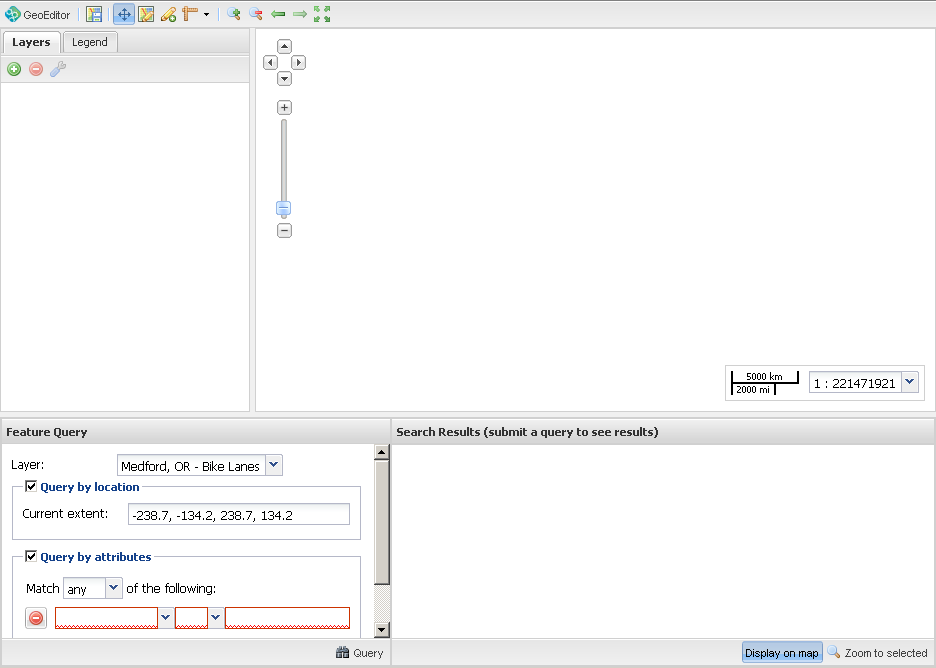 GeoEditor
Layers Legend
5000 km
2000 mi
1 : 221471921
Feature Query
Search Results (submit a query to see results)
Layer: Medford, OR - Bike Lanes
Query by location
Current extent: -238.7, -134.2, 238.7, 134.2
Query by attributes
Match any of the following:
Query
Display on map Zoom to selected